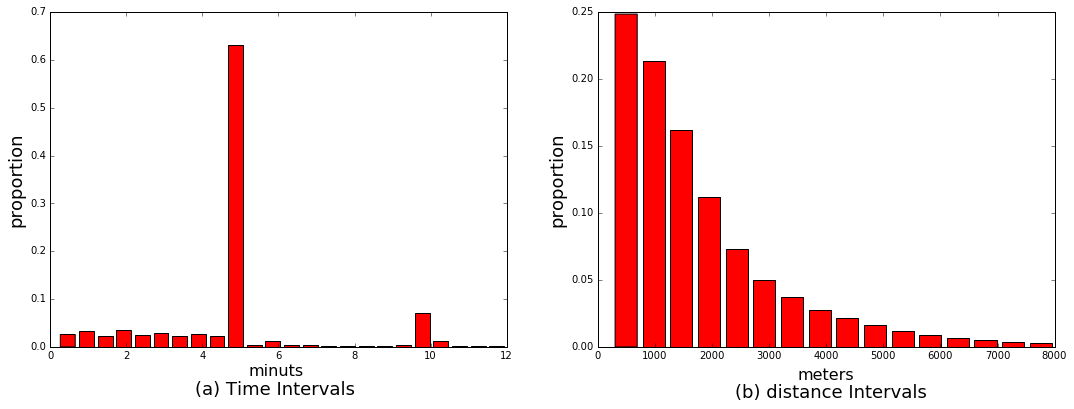 0.7
0.6
0.5
0.4
0.3
0.2
0.1
0.0
proportion
0 2 4 6 8 10 12
minuts
(a) Time Intervals
0.25
0.20
0.15
0.10
0.05
0.00
proportion
0 1000 2000 3000 4000 5000 6000 7000 8000
meters
(b) distance Intervals